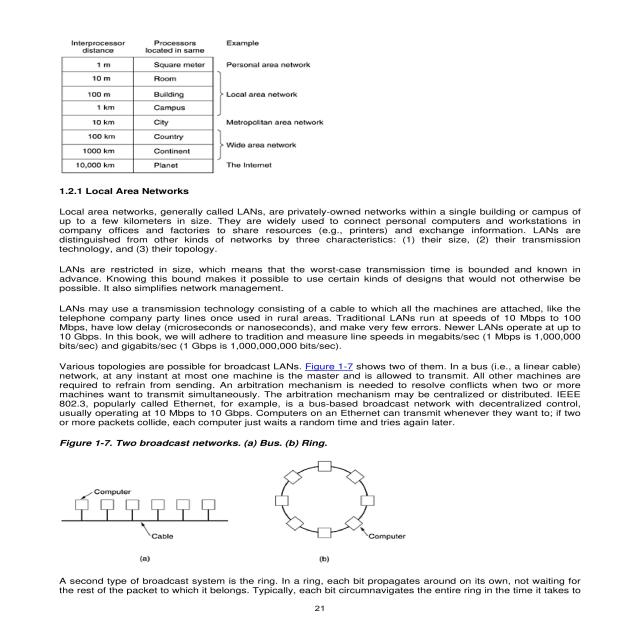 Interprocessor distance Processors located in same Example
1 m Square meter Personal area network
10 m Room
100 m Building Local area network
1 km Campus
10 km City Metropolitan area network
100 km Country
Wide area network
1000 km Continent
10,000 km Planet The Internet
1.2.1 Local Area Networks
Local area networks, generally called LANs, are privately-owned networks within a single building or campus of
up to a few kilometers in size. They are widely used to connect personal computers and workstations in
company offices and factories to share resources (e.g., printers) and exchange information. LANs are
distinguished from other kinds of networks by three characteristics: (1) their size, (2) their transmission
technology, and (3) their topology.
LANs are restricted in size, which means that the worst-case transmission time is bounded and known in
advance. Knowing this bound makes it possible to use certain kinds of designs that would not otherwise be
possible. It also simplifies network management.
LANs may use a transmission technology consisting of a cable to which all the machines are attached, like the
telephone company party lines once used in rural areas. Traditional LANs run at speeds of 10 Mbps to 100
Mbps, have low delay (microseconds or nanoseconds), and make very few errors. Newer LANs operate at up to
10 Gbps. In this book, we will adhere to tradition and measure line speeds in megabits/sec (1 Mbps is 1,000,000
bits/sec) and gigabits/sec (1 Gbps is 1,000,000,000 bits/sec).
Various topologies are possible for broadcast LANs. Figure 1-7 shows two of them. In a bus (i.e., a linear cable)
network, at any instant at most one machine is the master and is allowed to transmit. All other machines are
required to refrain from sending. An arbitration mechanism is needed to resolve conflicts when two or more
machines want to transmit simultaneously. The arbitration mechanism may be centralized or distributed. IEEE
802.3, popularly called Ethernet, for example, is a bus-based broadcast network with decentralized control,
usually operating at 10 Mbps to 10 Gbps. Computers on an Ethernet can transmit whenever they want to; if two
or more packets collide, each computer just waits a random time and tries again later.
Figure 1-7. Two broadcast networks. (a) Bus. (b) Ring.
Computer
Cable
Computer
(a) (b)
A second type of broadcast system is the ring. In a ring, each bit propagates around on its own, not waiting for
the rest of the packet to which it belongs. Typically, each bit circumnavigates the entire ring in the time it takes to
21